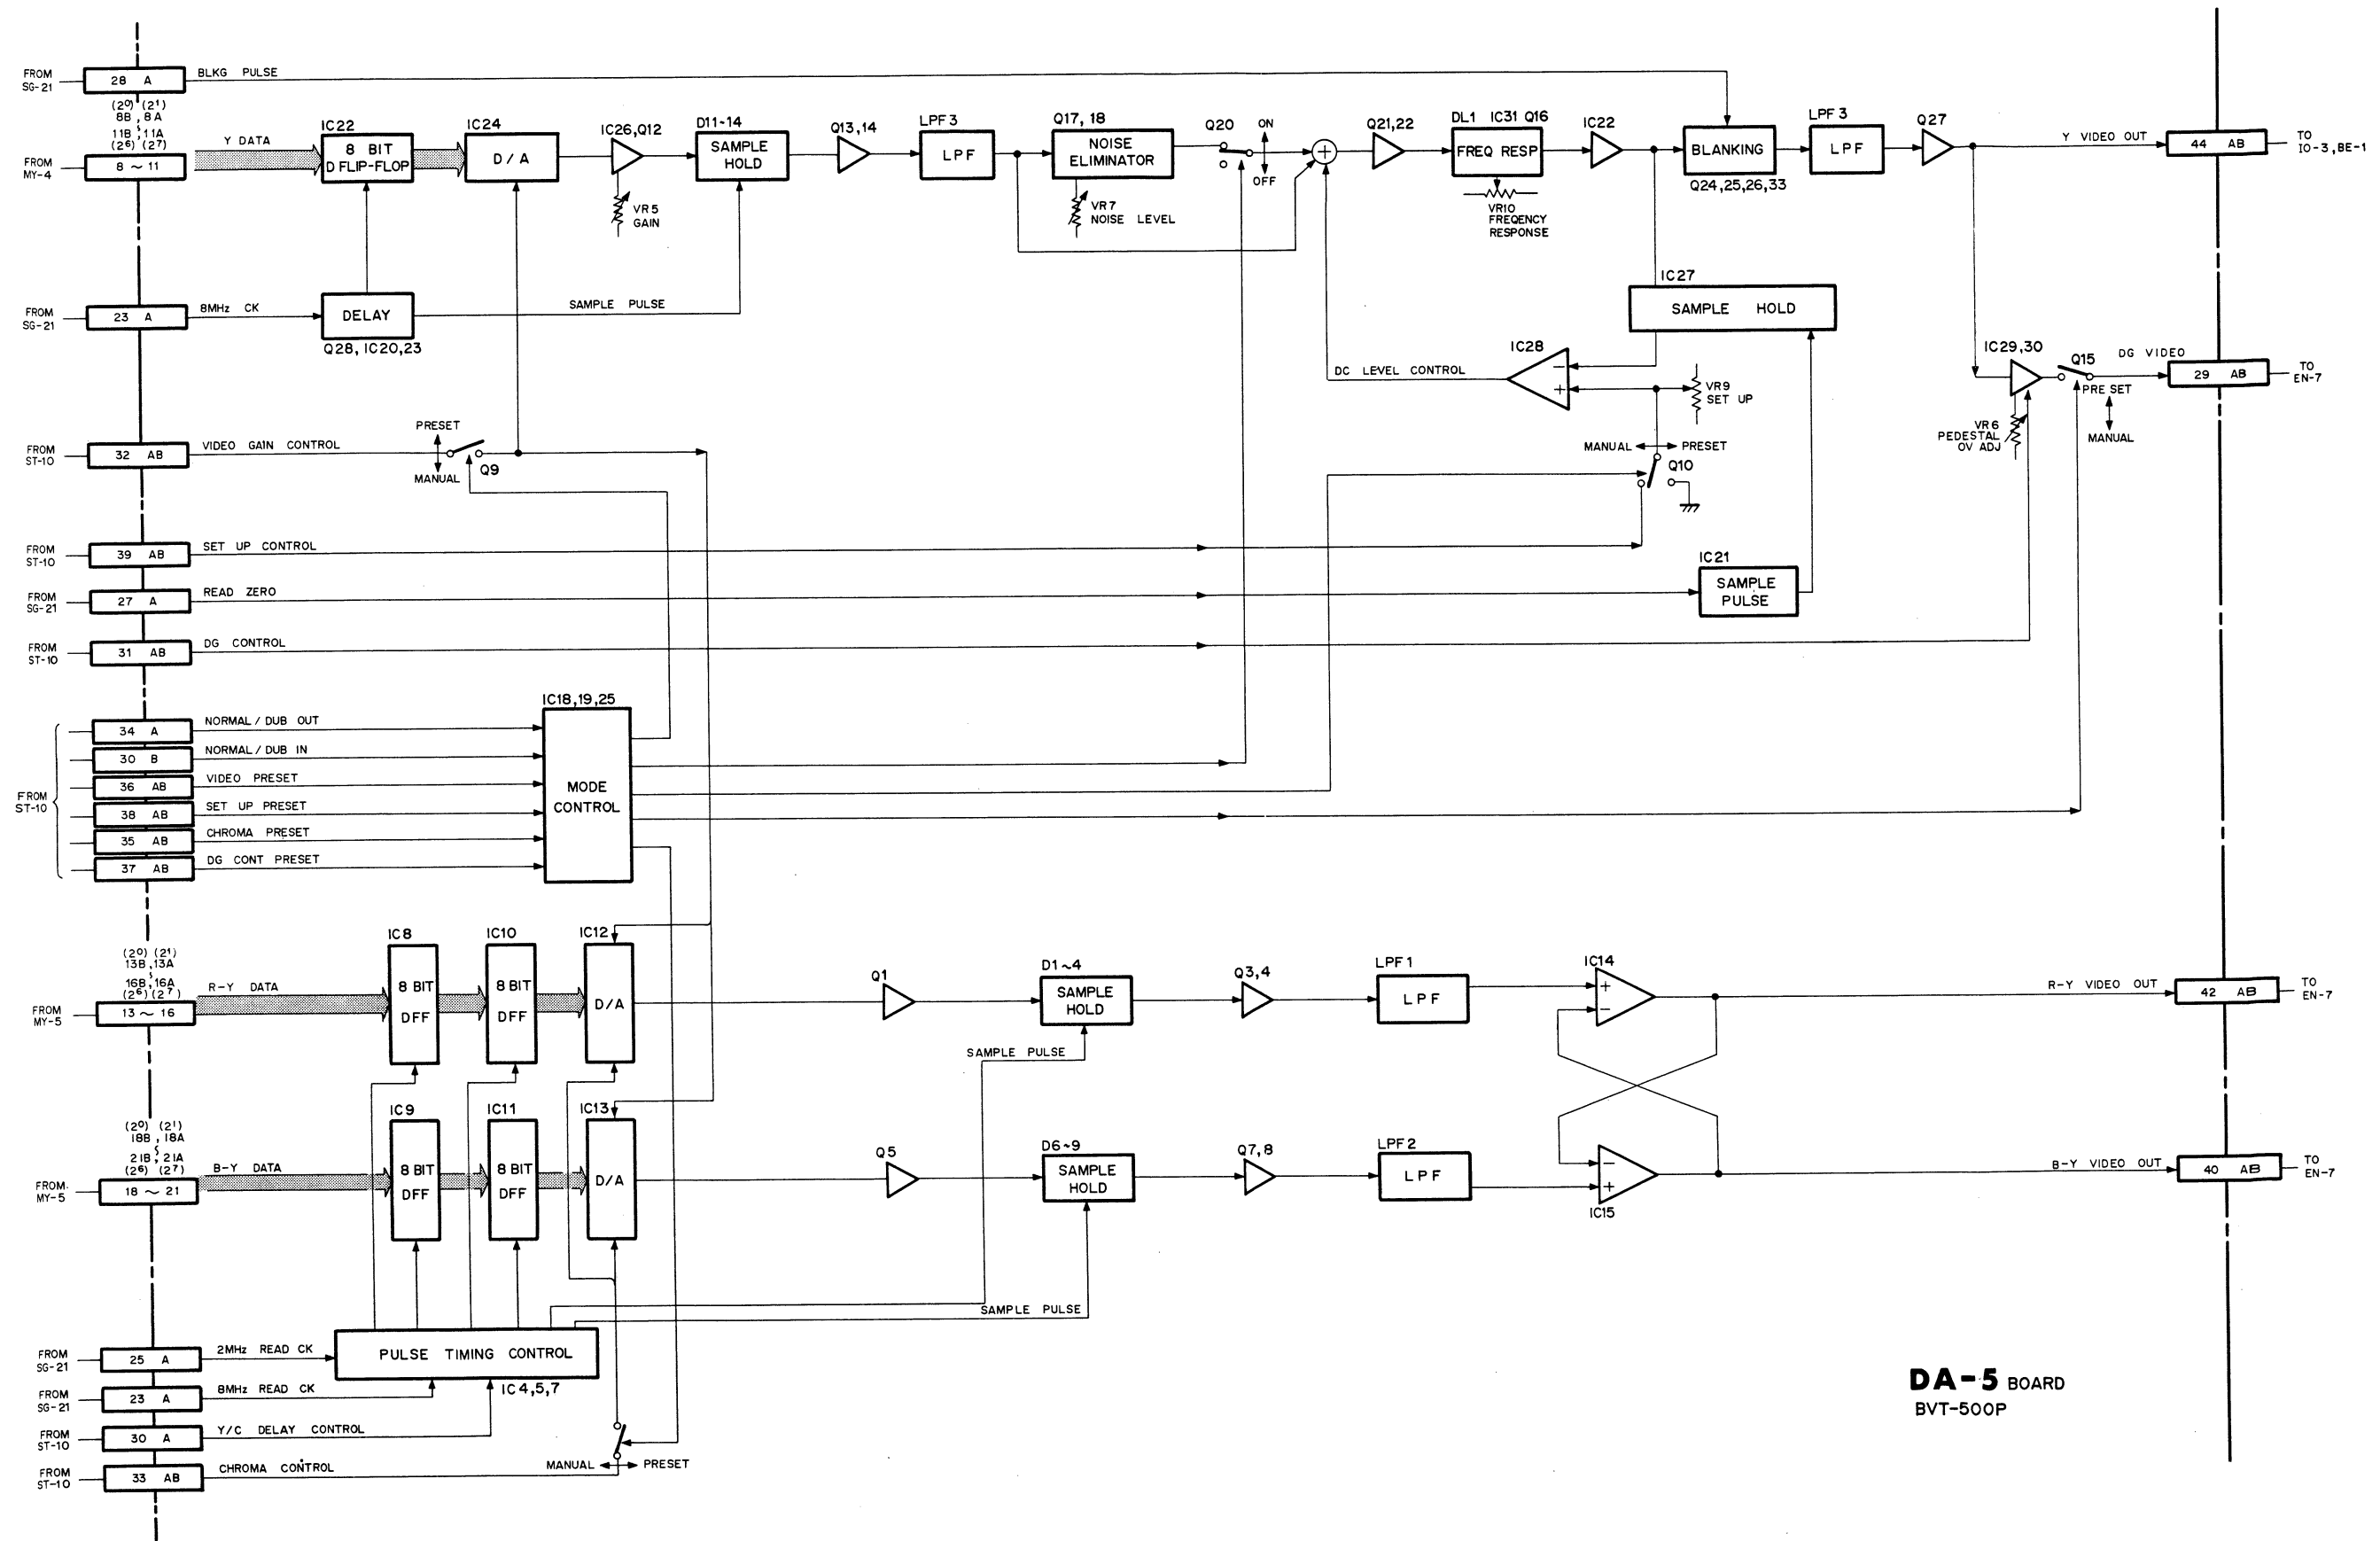 FROM
SG-21
28 A
BLKG PULSE
(2⁰) (2¹)
8B, 8A
11B, 11A
(2⁶) (2⁷)
FROM
MY-4
8 ~ 11
Y DATA
IC22
8 BIT
D FLIP-FLOP
IC24
D/A
IC26,Q12
VR5
GAIN
D11~14
SAMPLE
HOLD
Q13,14
LPF3
LPF
Q17, 18
NOISE
ELIMINATOR
VR7
NOISE LEVEL
Q20
ON
OFF
+
Q21,22
DL1 IC31 Q16
FREQ RESP
VR10
FREQENCY
RESPONSE
IC22
BLANKING
Q24,25,26,33
LPF3
LPF
Q27
Y VIDEO OUT
44 AB
TO
IO-3,BE-1
FROM
SG-21
23 A
8MHz CK
DELAY
Q28, IC20,23
SAMPLE PULSE
IC27
SAMPLE HOLD
IC28
−
+
DC LEVEL CONTROL
VR9
SET UP
IC29,30
Q15
DG VIDEO
29 AB
TO
EN-7
PRESET
MANUAL
VR6
PEDESTAL
OV ADJ
FROM
ST-10
32 AB
VIDEO GAIN CONTROL
PRESET
MANUAL
Q9
MANUAL
PRESET
Q10
FROM
ST-10
39 AB
SET UP CONTROL
FROM
SG-21
27 A
READ ZERO
IC21
SAMPLE
PULSE
FROM
ST-10
31 AB
DG CONTROL
IC18,19,25
MODE
CONTROL
FROM
ST-10
34 A
NORMAL/DUB OUT
30 B
NORMAL/DUB IN
36 AB
VIDEO PRESET
38 AB
SET UP PRESET
35 AB
CHROMA PRESET
37 AB
DG CONT PRESET
(2⁰) (2¹)
13B,13A
16B,16A
(2⁶)(2⁷)
FROM
MY-5
13 ~ 16
R-Y DATA
IC8
8 BIT
DFF
IC10
8 BIT
DFF
IC12
D/A
Q1
D1~4
SAMPLE
HOLD
SAMPLE PULSE
Q3,4
LPF1
LPF
IC14
+
−
R-Y VIDEO OUT
42 AB
TO
EN-7
(2⁰) (2¹)
18B, 18A
21B, 21A
(2⁶) (2⁷)
FROM
MY-5
18 ~ 21
B-Y DATA
IC9
8 BIT
DFF
IC11
8 BIT
DFF
IC13
D/A
Q5
D6~9
SAMPLE
HOLD
Q7,8
LPF2
LPF
−
+
IC15
B-Y VIDEO OUT
40 AB
TO
EN-7
SAMPLE PULSE
FROM
SG-21
25 A
2MHz READ CK
PULSE TIMING CONTROL
IC4,5,7
FROM
SG-21
23 A
8MHz READ CK
FROM
ST-10
30 A
Y/C DELAY CONTROL
FROM
ST-10
33 AB
CHROMA CONTROL
MANUAL
PRESET
DA-5 BOARD
BVT-500P